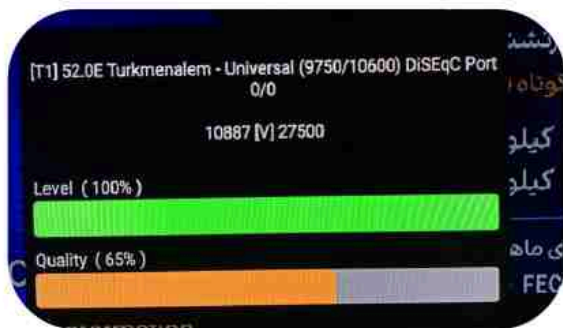 [T1] 52.0E Turkmenalem - Universal (9750/10600) DiSEqC Port
0/0
10887 [V] 27500
Level ( 100% )
Quality ( 65% )
کیلو
کیلو
FEC